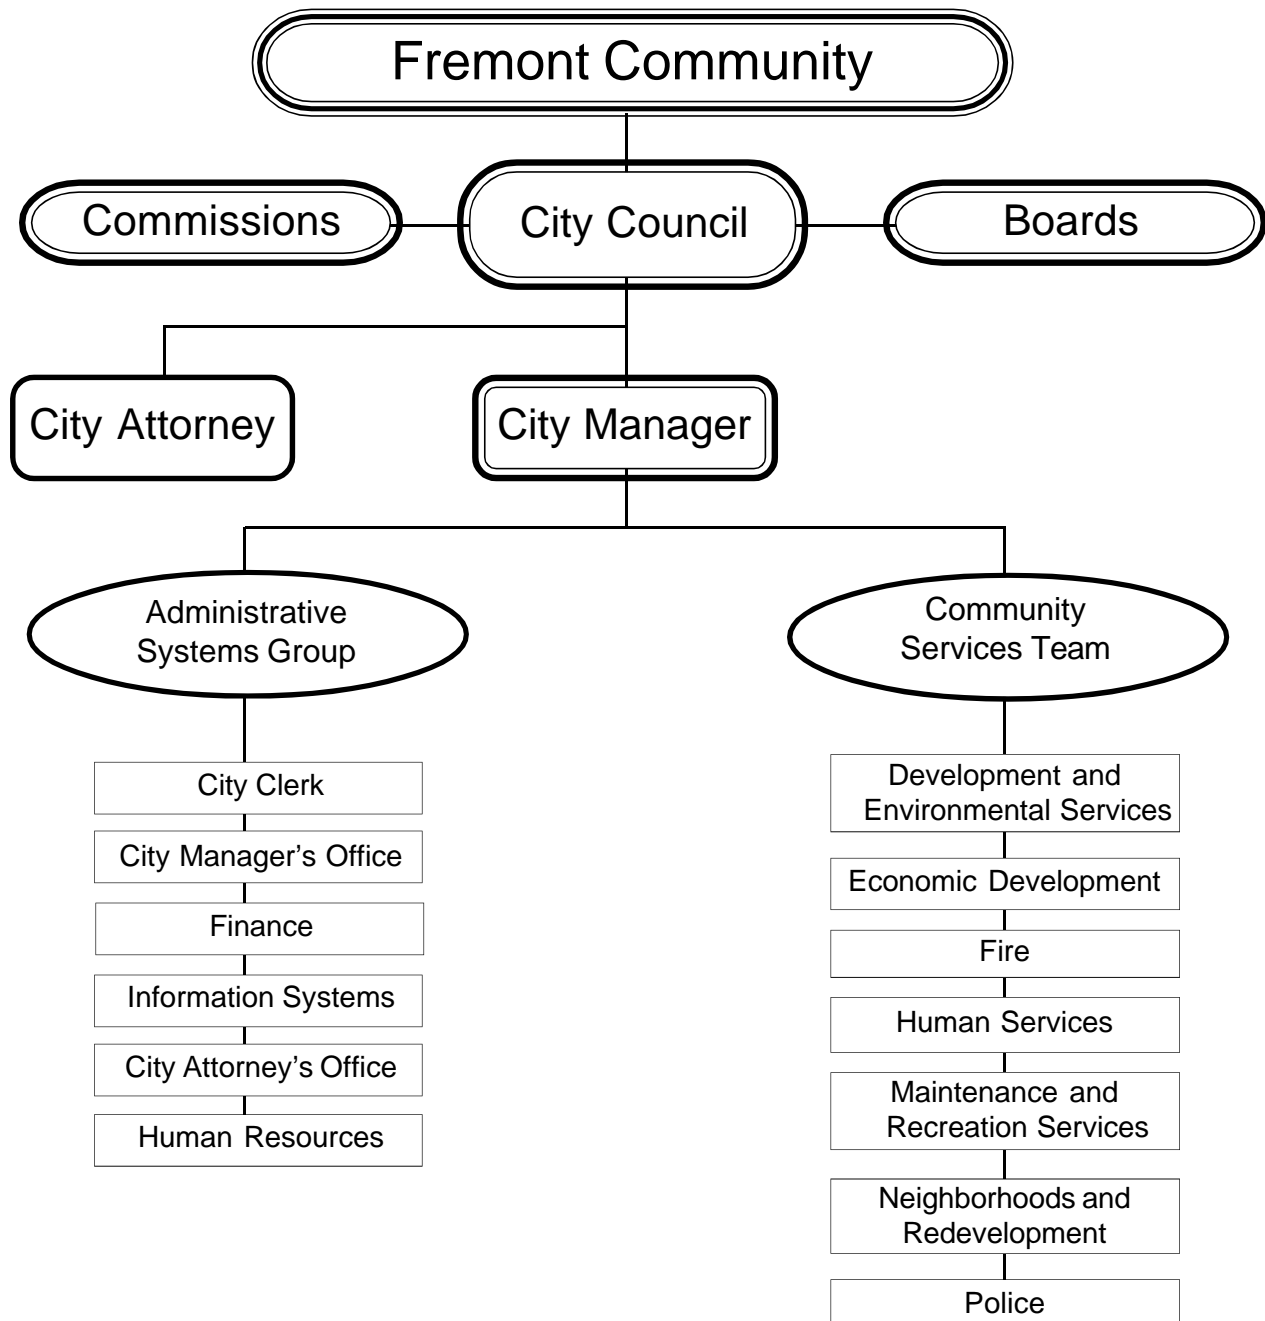 Fremont Community
Commissions
City Council
Boards
City Attorney
City Manager
Administrative
Systems Group
Community
Services Team
City Clerk
City Manager’s Office
Finance
Information Systems
City Attorney’s Office
Human Resources
Development and
Environmental Services
Economic Development
Fire
Human Services
Maintenance and
Recreation Services
Neighborhoods and
Redevelopment
Police